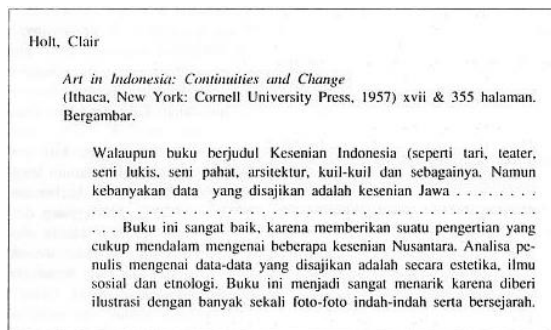 Holt, Clair
Art in Indonesia: Continuities and Change
(Ithaca, New York: Cornell University Press, 1957) xvii & 355 halaman.
Bergambar.
Walaupun buku berjudul Kesenian Indonesia (seperti tari, teater,
seni lukis, seni pahat, arsitektur, kuil-kuil dan sebagainya. Namun
kebanyakan data yang disajikan adalah kesenian Jawa . . . . . . . .
. . . . . . . . . . . . . . . . . . . . . . . . . . . . . . . . . . . . . . . .
. . . Buku ini sangat baik, karena memberikan suatu pengertian yang
cukup mendalam mengenai beberapa kesenian Nusantara. Analisa pe-
nulis mengenai data-data yang disajikan adalah secara estetika, ilmu
sosial dan etnologi. Buku ini menjadi sangat menarik karena diberi
ilustrasi dengan banyak sekali foto-foto indah-indah serta bersejarah.